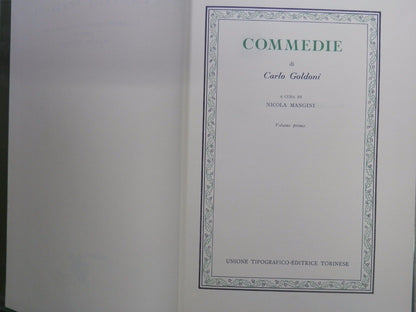 COMMEDIE
di
Carlo Goldoni
A CURA DI
NICOLA MANGINI
Volume primo
UNIONE TIPOGRAFICO-EDITRICE TORINESE